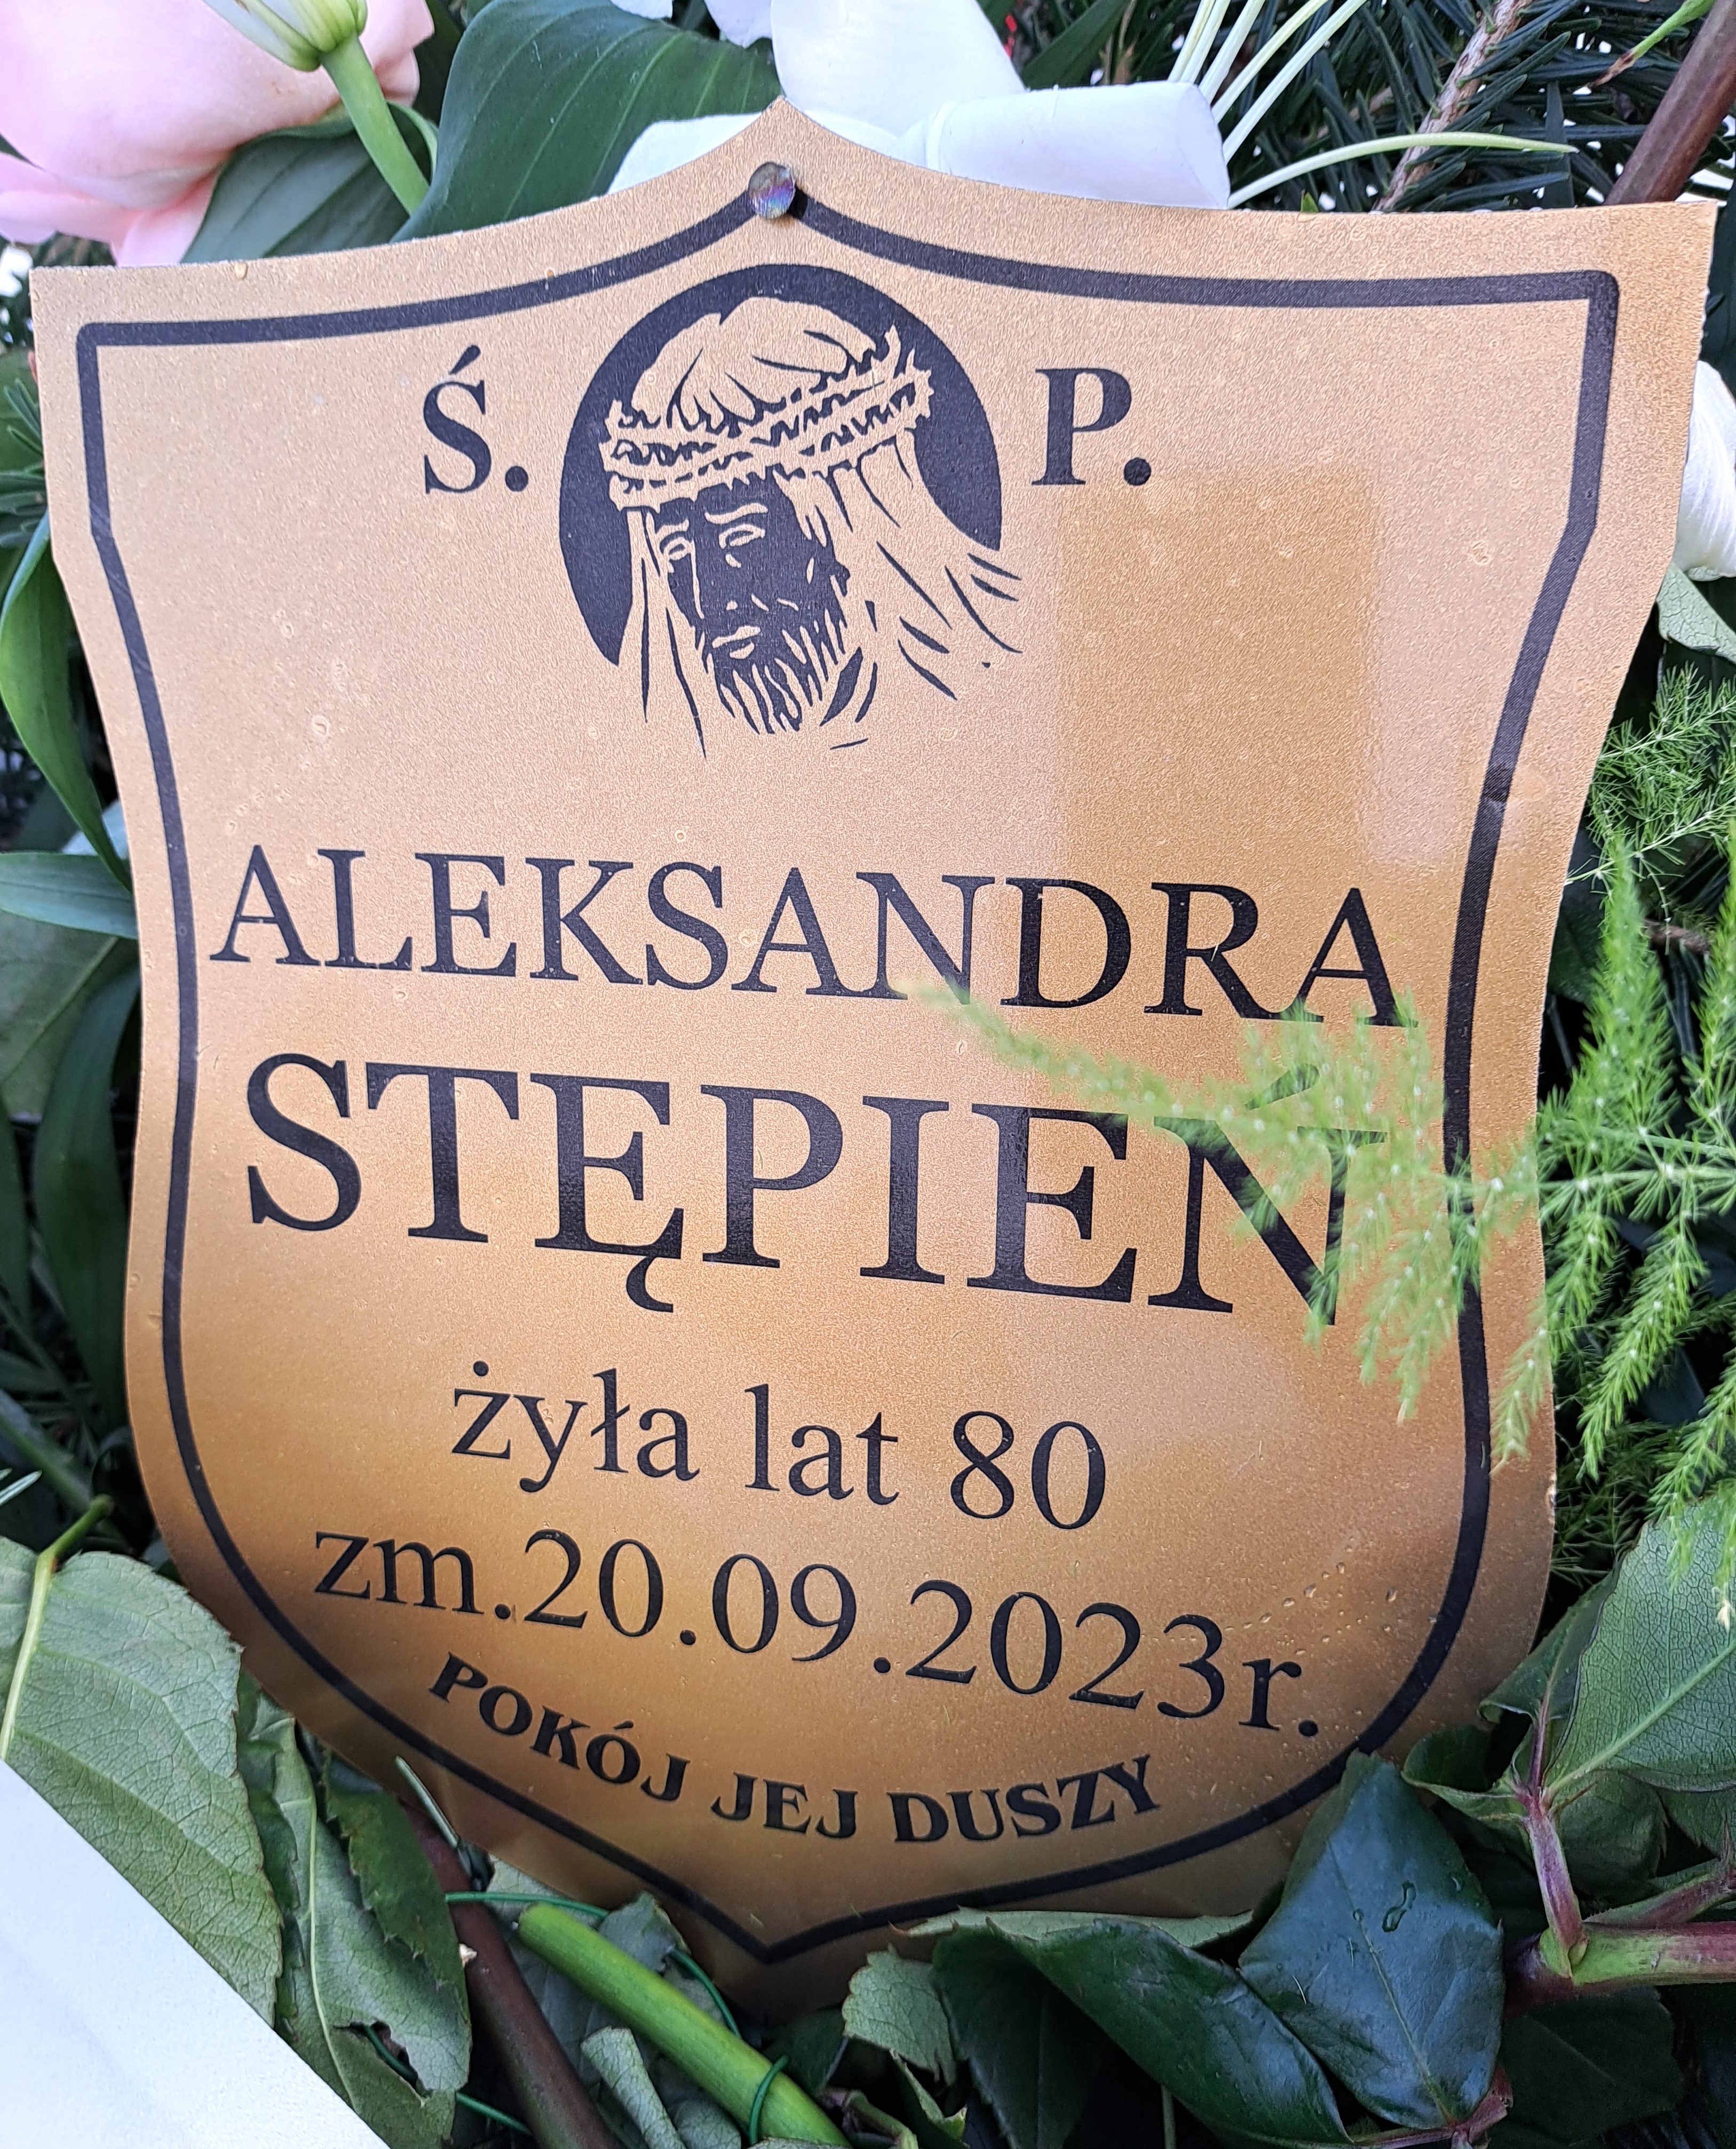 Ś. P.
ALEKSANDRA
STĘPIEŃ
żyła lat 80
zm.20.09.2023r.
POKÓJ JEJ DUSZY